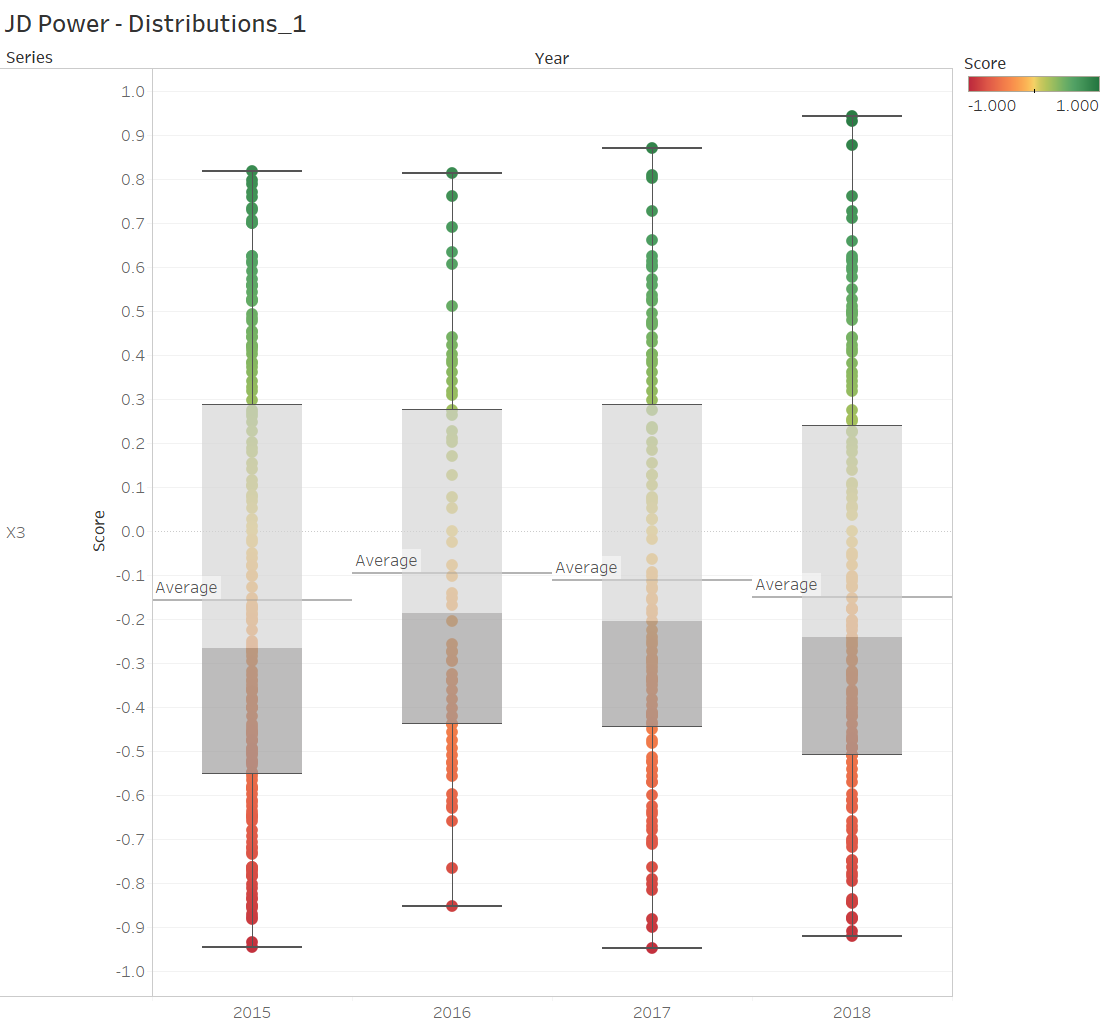 JD Power - Distributions_1
Series
Year
Score
-1.000 1.000
1.0
0.9
0.8
0.7
0.6
0.5
0.4
0.3
0.2
0.1
0.0
-0.1
-0.2
-0.3
-0.4
-0.5
-0.6
-0.7
-0.8
-0.9
-1.0
X3
Score
Average
Average
Average
Average
2015 2016 2017 2018